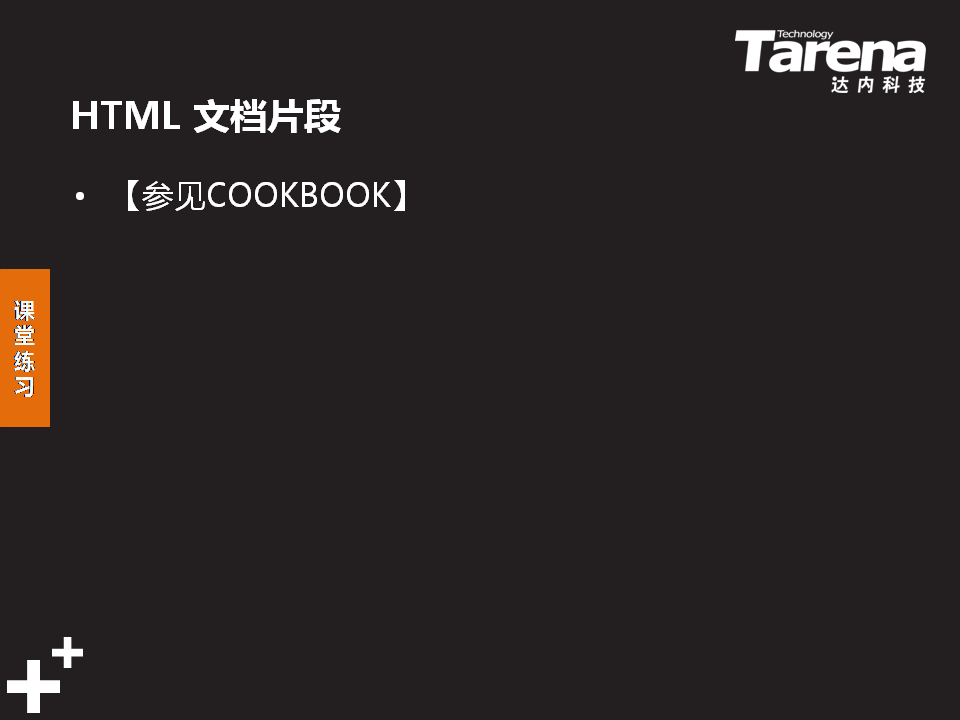 Technology
Tarena
达内科技
HTML 文档片段
• 【参见COOKBOOK】
课
堂
练
习